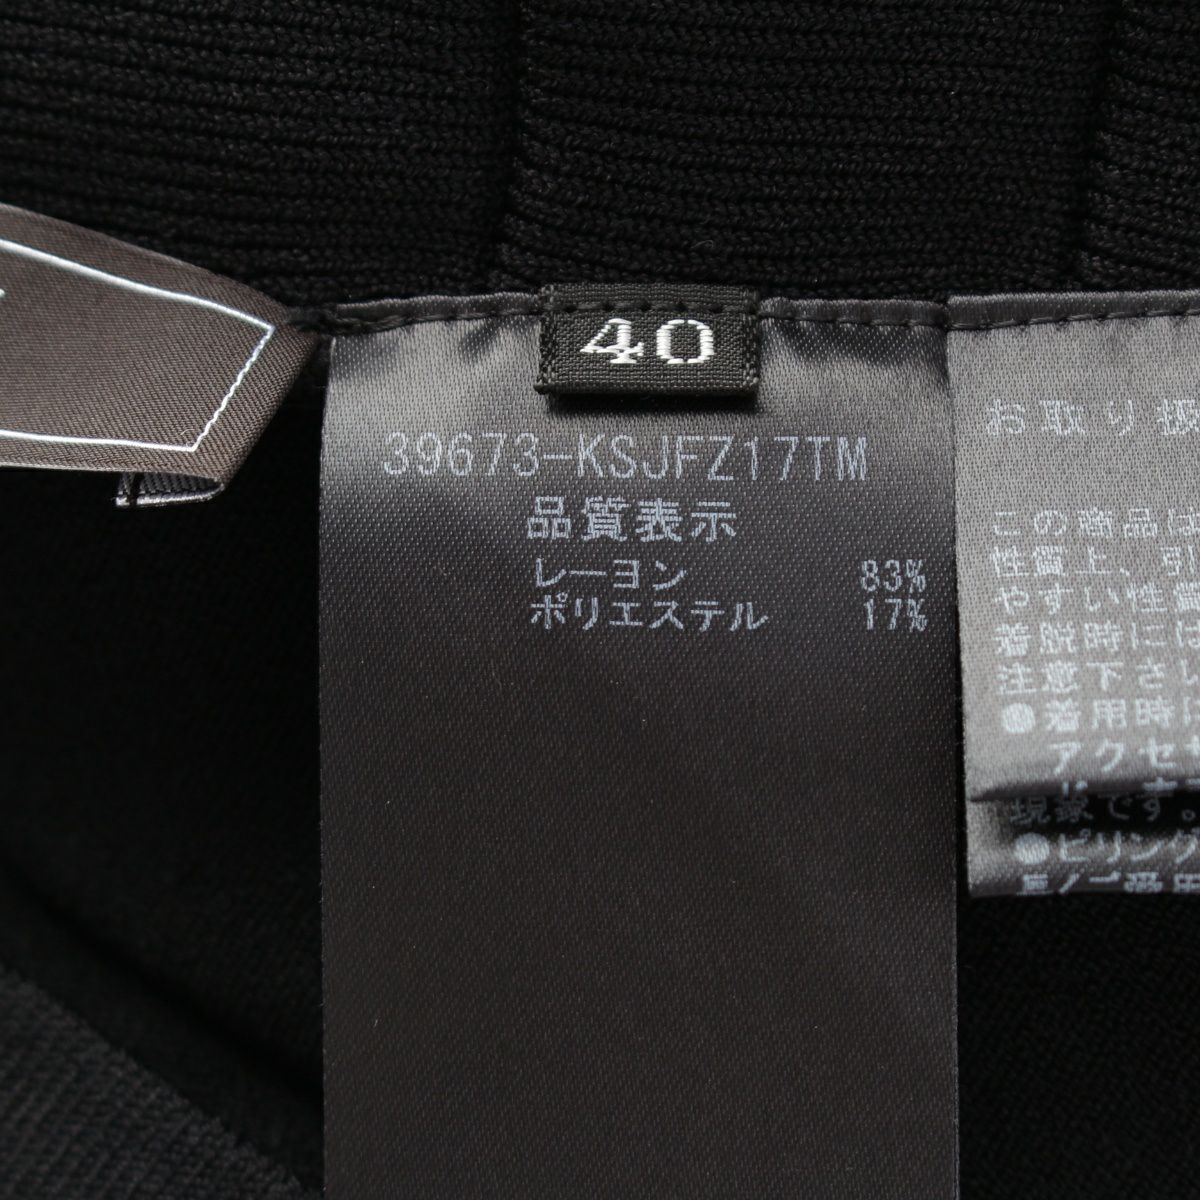 40
39673-KSJFZ17TM
品質表示
レーヨン 83%
ポリエステル 17%
お取り扱
この商品は
性質上、引
やすい性質
着脱時には
注意下さレ
●着用時に
アクセサ
現象です。
●ピリング